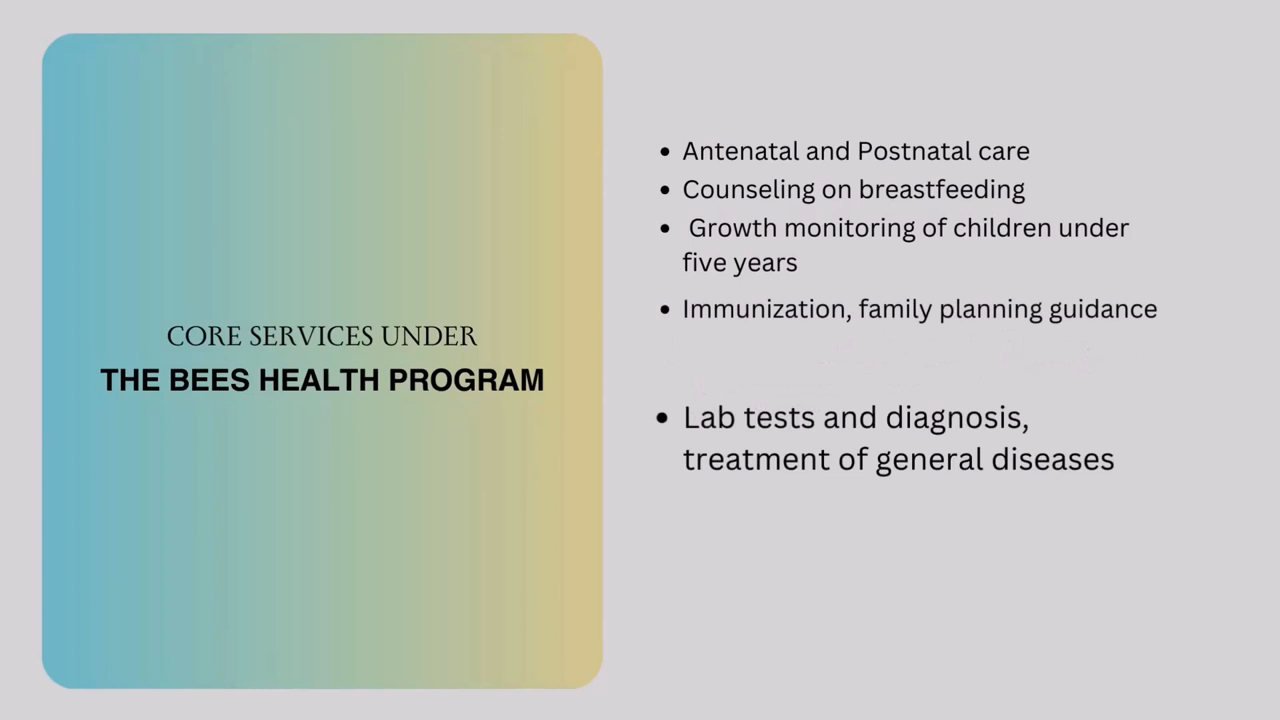 CORE SERVICES UNDER
THE BEES HEALTH PROGRAM
• Antenatal and Postnatal care
• Counseling on breastfeeding
• Growth monitoring of children under
five years
• Immunization, family planning guidance
• Lab tests and diagnosis,
treatment of general diseases